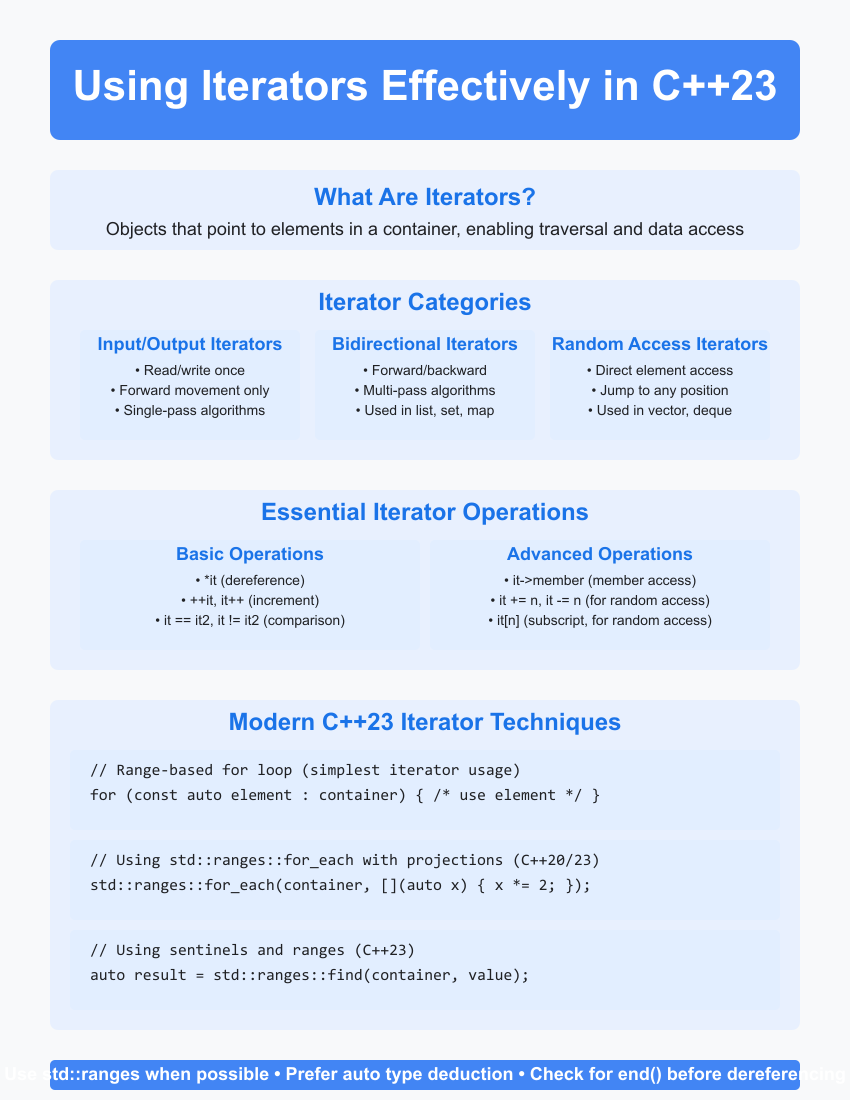 Using Iterators Effectively in C++23
What Are Iterators?
Objects that point to elements in a container, enabling traversal and data access
Iterator Categories
Input/Output Iterators
• Read/write once
• Forward movement only
• Single-pass algorithms
Bidirectional Iterators
• Forward/backward
• Multi-pass algorithms
• Used in list, set, map
Random Access Iterators
• Direct element access
• Jump to any position
• Used in vector, deque
Essential Iterator Operations
Basic Operations
• *it (dereference)
• ++it, it++ (increment)
• it == it2, it != it2 (comparison)
Advanced Operations
• it->member (member access)
• it += n, it -= n (for random access)
• it[n] (subscript, for random access)
Modern C++23 Iterator Techniques
// Range-based for loop (simplest iterator usage)
for (const auto element : container) { /* use element */ }
// Using std::ranges::for_each with projections (C++20/23)
std::ranges::for_each(container, [](auto x) { x *= 2; });
// Using sentinels and ranges (C++23)
auto result = std::ranges::find(container, value);
Use std::ranges when possible • Prefer auto type deduction • Check for end() before dereferencing